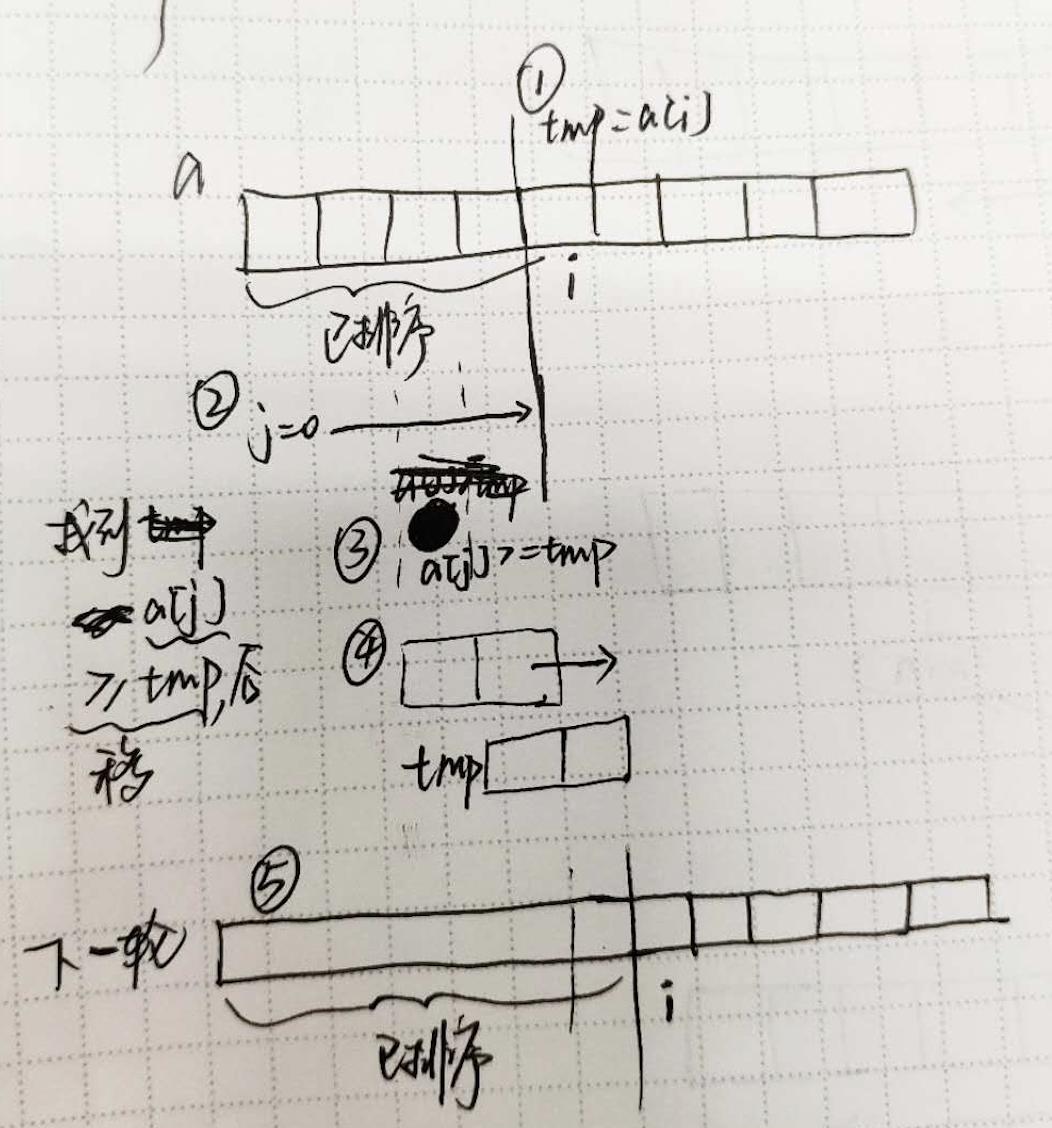 ①
tmp=a[i]
a
i
已排序
② j=0
找到
③ a[j]>=tmp
a[j]
④
≥tmp,后
移
tmp
⑤
下一轮
i
已排序